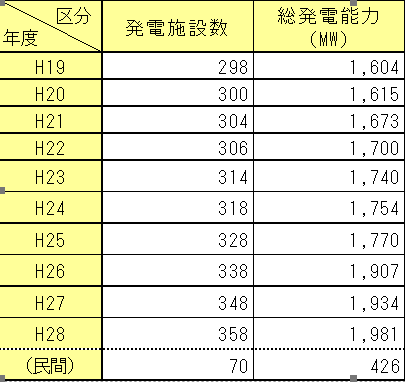 区分 発電施設数 総発電能力
年度 (MW)
H19 298 1,604
H20 300 1,615
H21 304 1,673
H22 306 1,700
H23 314 1,740
H24 318 1,754
H25 328 1,770
H26 338 1,907
H27 348 1,934
H28 358 1,981
(民間) 70 426